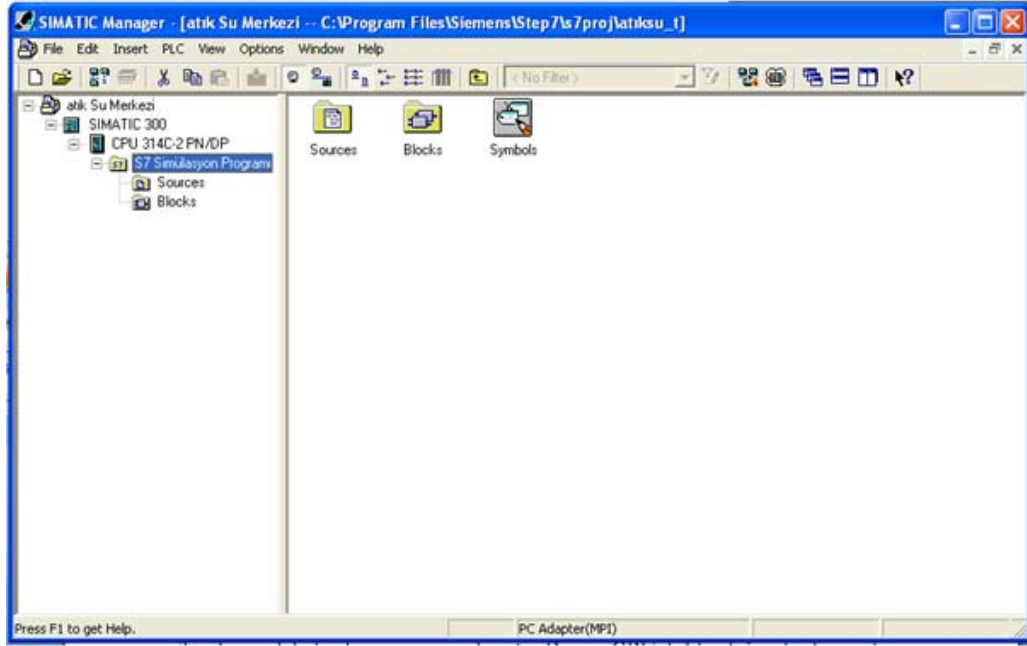 SIMATIC Manager - [atık Su Merkezi -- C:\Program Files\Siemens\Step7\s7proj\atıksu_t]
File Edit Insert PLC View Options Window Help
< No Filter >
atık Su Merkezi
SIMATIC 300
CPU 314C-2 PN/DP
S7 Simülasyon Programı
Sources
Blocks
Sources Blocks Symbols
Press F1 to get Help. PC Adapter(MPI)